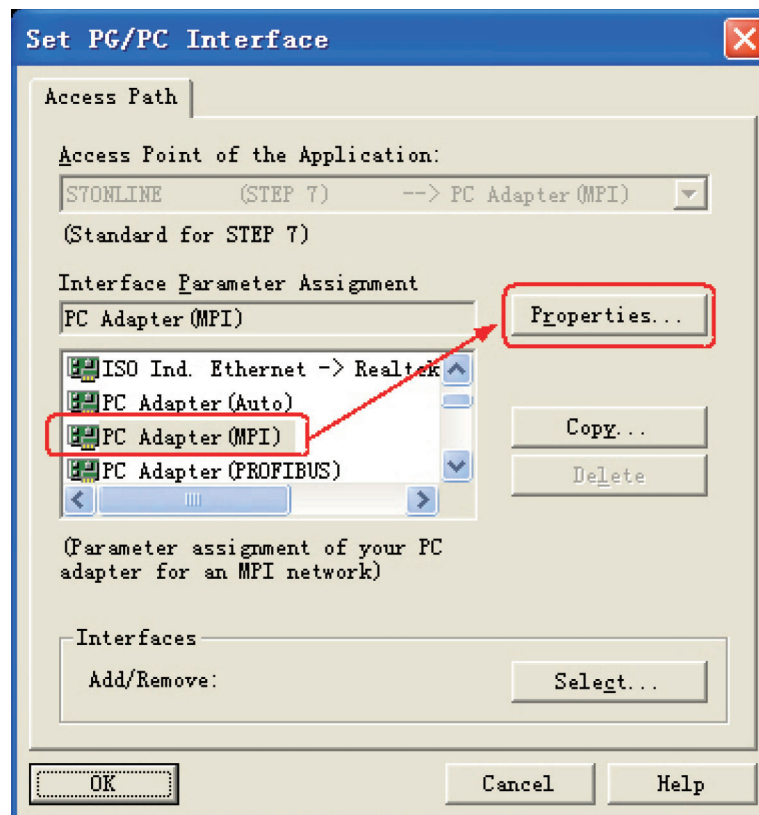 Set PG/PC Interface
Access Path
Access Point of the Application:
S7ONLINE (STEP 7) --> PC Adapter(MPI)
(Standard for STEP 7)
Interface Parameter Assignment
PC Adapter(MPI)
Properties...
ISO Ind. Ethernet -> Realtek
PC Adapter(Auto)
PC Adapter(MPI)
PC Adapter(PROFIBUS)
Copy...
Delete
(Parameter assignment of your PC
adapter for an MPI network)
Interfaces
Add/Remove:
Select...
OK
Cancel
Help